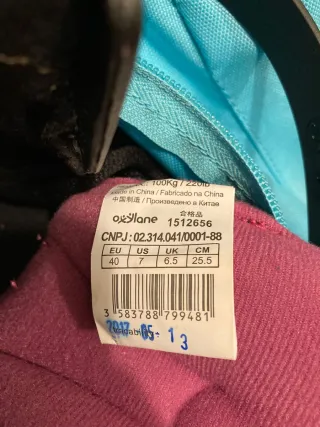 100Kg / 220lb
Made in China / Fabricado na China
中国制造 / Произведено в Китае
oxylane 合格品
1512656
CNPJ : 02.314.041/0001-88
EU US UK CM
40 7 6.5 25.5
3 583788 799481
2017-05-13